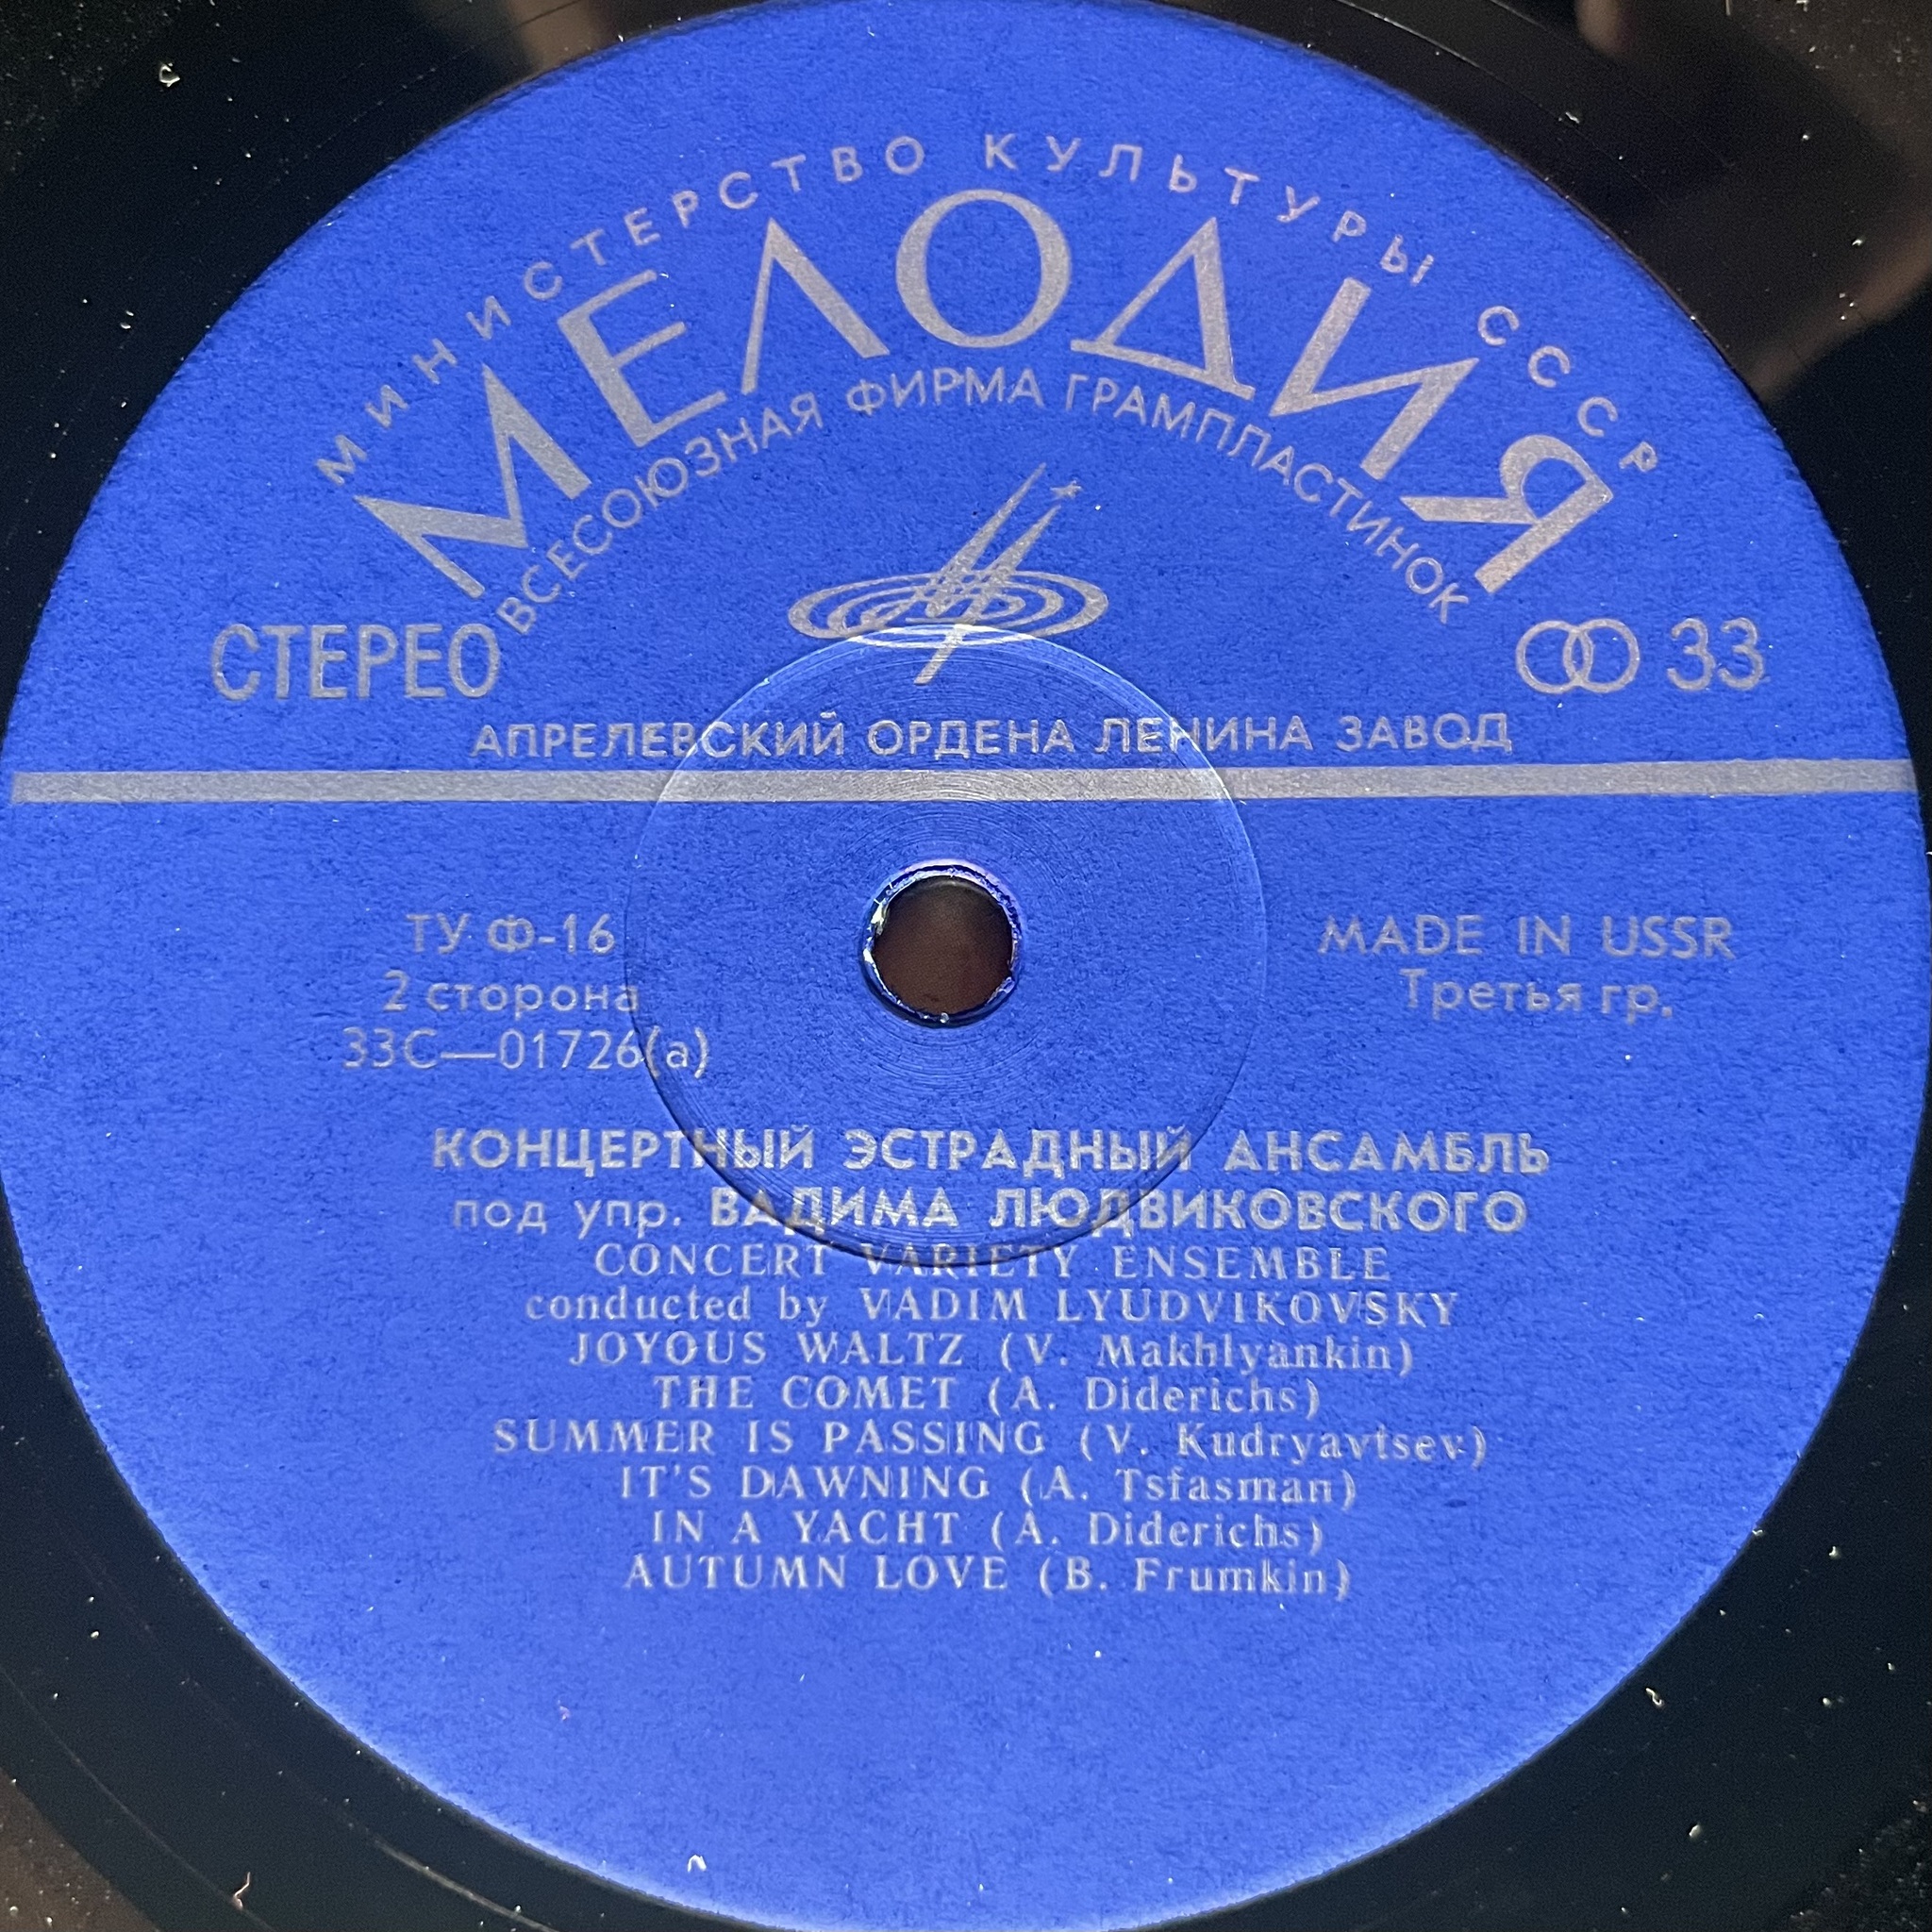 МИНИСТЕРСТВО КУЛЬТУРЫ СССР
МЕЛОДИЯ
ВСЕСОЮЗНАЯ ФИРМА ГРАМПЛАСТИНОК
СТЕРЕО
33
АПРЕЛЕВСКИЙ ОРДЕНА ЛЕНИНА ЗАВОД
ТУ Ф-16
2 сторона
33С—01726(а)
MADE IN USSR
Третья гр.
КОНЦЕРТНЫЙ ЭСТРАДНЫЙ АНСАМБЛЬ
под упр. ВАДИМА ЛЮДВИКОВСКОГО
CONCERT VARIETY ENSEMBLE
conducted by VADIM LYUDVIKOVSKY
JOYOUS WALTZ (V. Makhlyankin)
THE COMET (A. Diderichs)
SUMMER IS PASSING (V. Kudryavtsev)
IT'S DAWNING (A. Tsfasman)
IN A YACHT (A. Diderichs)
AUTUMN LOVE (B. Frumkin)